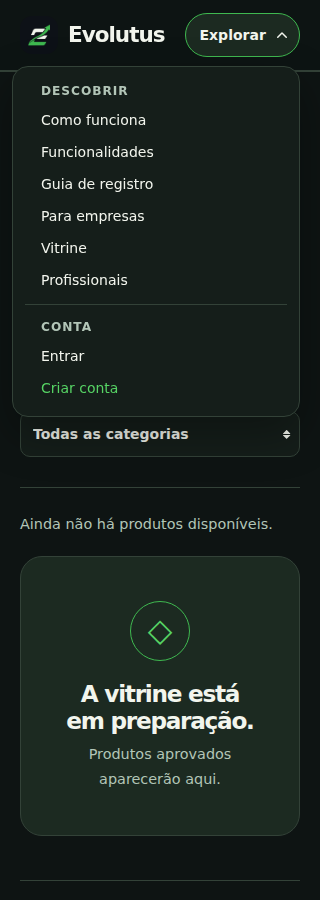 Evolutus
Explorar
DESCOBRIR
Como funciona
Funcionalidades
Guia de registro
Para empresas
Vitrine
Profissionais
CONTA
Entrar
Criar conta
Todas as categorias
Ainda não há produtos disponíveis.
A vitrine está
em preparação.
Produtos aprovados
aparecerão aqui.